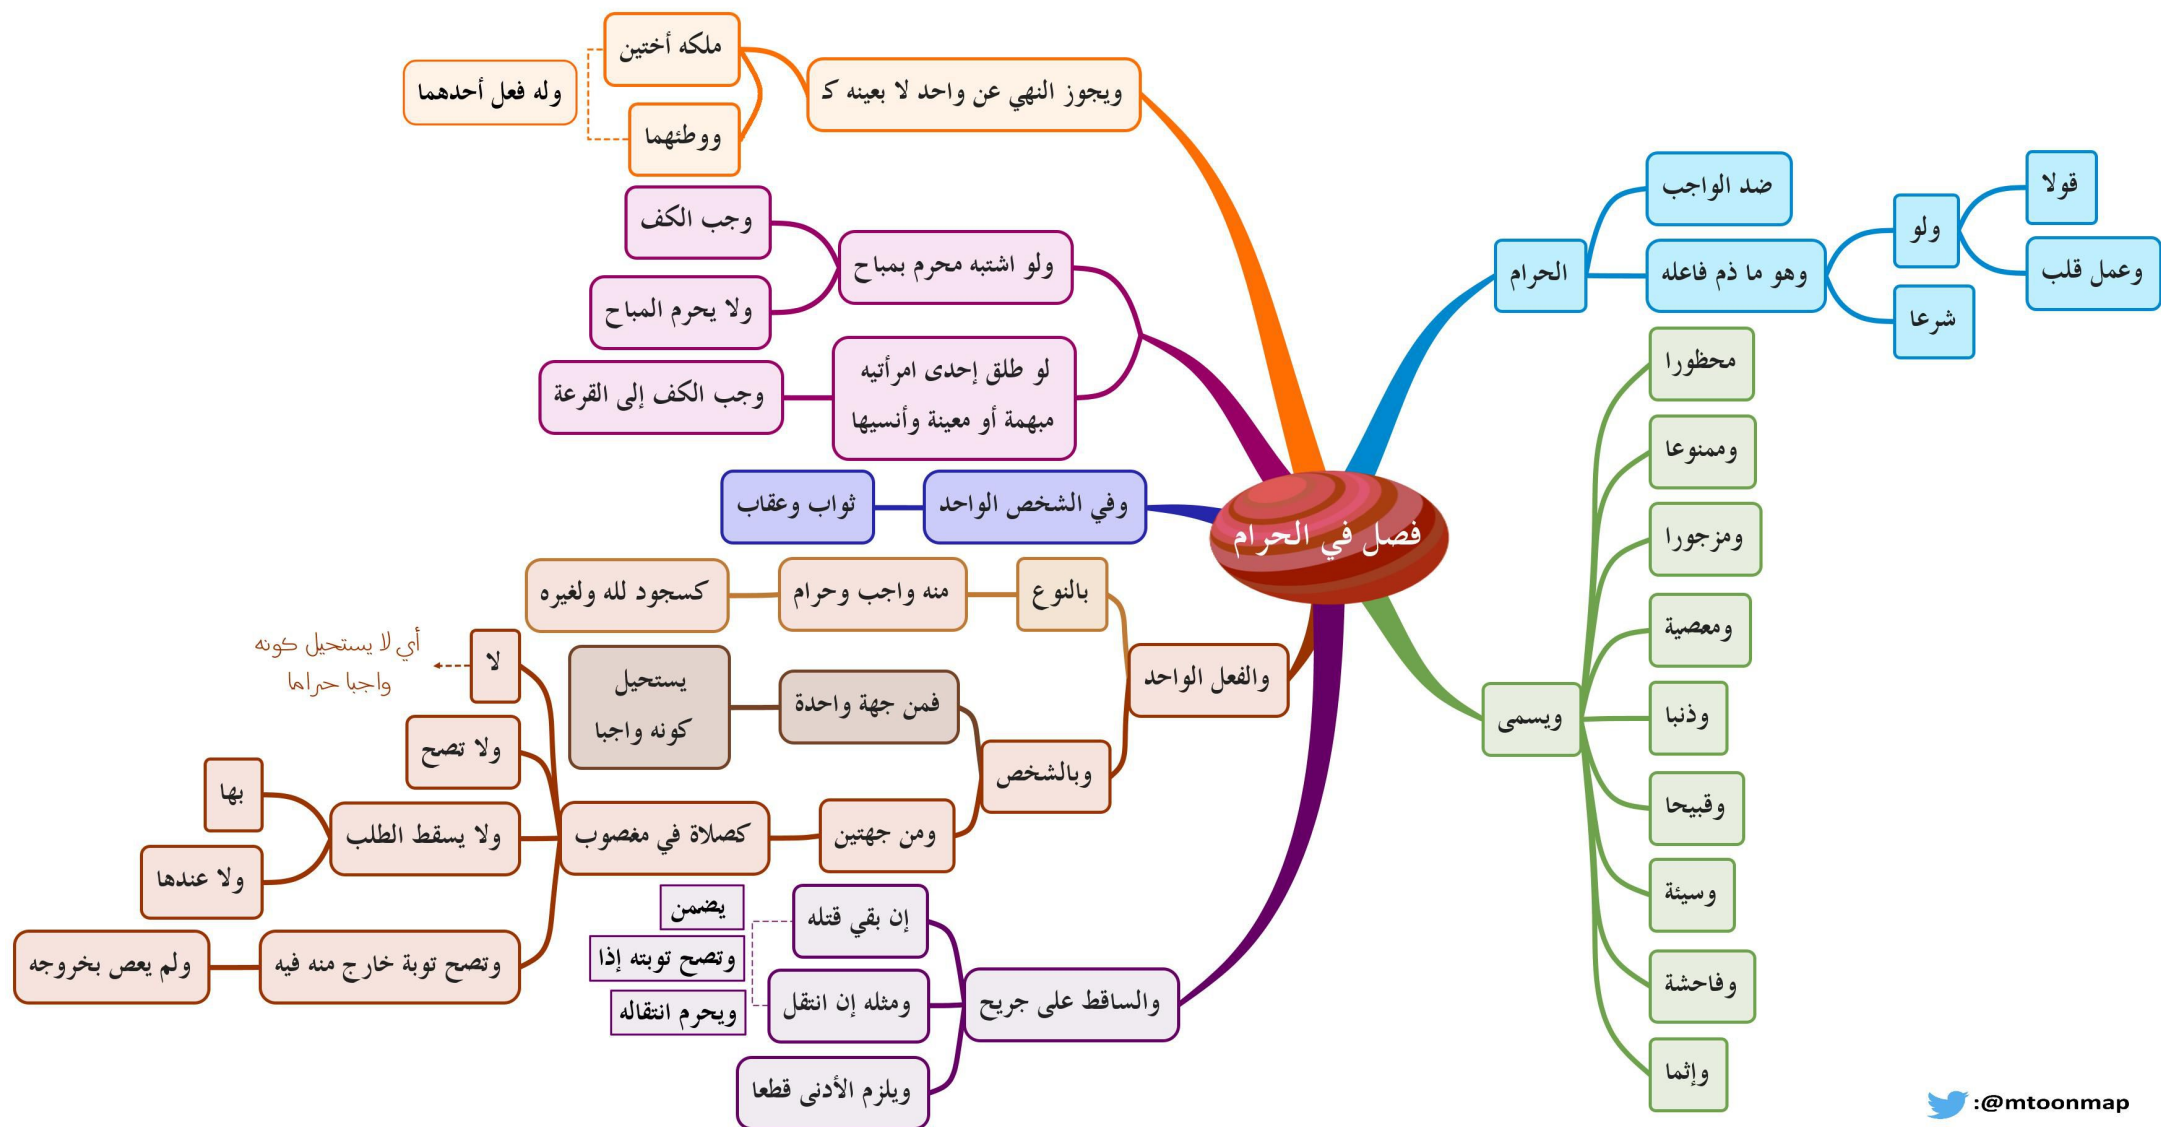 فصل في الحرام
الحرام
ضد الواجب
وهو ما ذم فاعله
ولو
قولا
وعمل قلب
شرعا
ويسمى
محظورا
وممنوعا
ومزجورا
ومعصية
وذنبا
وقبيحا
وسيئة
وفاحشة
وإثما
ويجوز النهي عن واحد لا بعينه كـ
ملكه أختين
ووطئهما
وله فعل أحدهما
ولو اشتبه محرم بمباح
وجب الكف
ولا يحرم المباح
لو طلق إحدى امرأتيه
مبهمة أو معينة وأنسيها
وجب الكف إلى القرعة
وفي الشخص الواحد
ثواب وعقاب
والفعل الواحد
بالنوع
منه واجب وحرام
كسجود لله ولغيره
وبالشخص
فمن جهة واحدة
يستحيل
كونه واجبا
ومن جهتين
كصلاة في مغصوب
لا
أي لا يستحيل كونه
واجبا حراما
ولا تصح
ولا يسقط الطلب
بها
ولا عندها
وتصح توبة خارج منه فيه
ولم يعص بخروجه
والساقط على جريح
إن بقي قتله
ومثله إن انتقل
يضمن
وتصح توبته إذا
ويحرم انتقاله
ويلزم الأدنى قطعا
:@mtoonmap